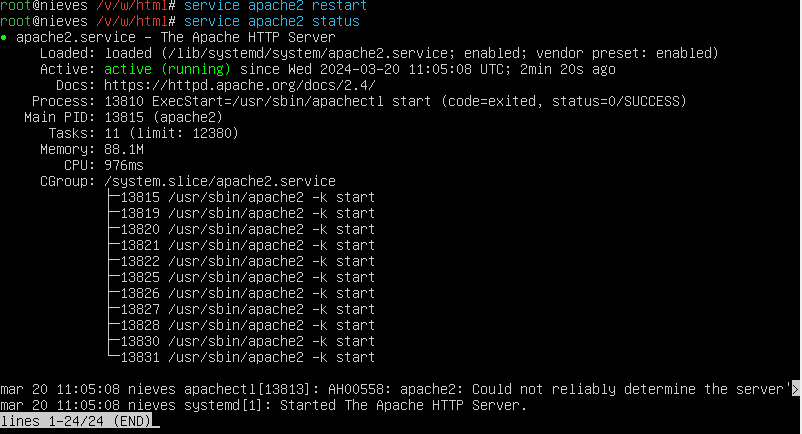 root@nieves /v/w/html# service apache2 restart
root@nieves /v/w/html# service apache2 status
● apache2.service - The Apache HTTP Server
     Loaded: loaded (/lib/systemd/system/apache2.service; enabled; vendor preset: enabled)
     Active: active (running) since Wed 2024-03-20 11:05:08 UTC; 2min 20s ago
       Docs: https://httpd.apache.org/docs/2.4/
    Process: 13810 ExecStart=/usr/sbin/apachectl start (code=exited, status=0/SUCCESS)
   Main PID: 13815 (apache2)
      Tasks: 11 (limit: 12380)
     Memory: 88.1M
        CPU: 976ms
     CGroup: /system.slice/apache2.service
             ├─13815 /usr/sbin/apache2 -k start
             ├─13819 /usr/sbin/apache2 -k start
             ├─13820 /usr/sbin/apache2 -k start
             ├─13821 /usr/sbin/apache2 -k start
             ├─13822 /usr/sbin/apache2 -k start
             ├─13825 /usr/sbin/apache2 -k start
             ├─13826 /usr/sbin/apache2 -k start
             ├─13827 /usr/sbin/apache2 -k start
             ├─13828 /usr/sbin/apache2 -k start
             ├─13830 /usr/sbin/apache2 -k start
             └─13831 /usr/sbin/apache2 -k start
mar 20 11:05:08 nieves apachectl[13813]: AH00558: apache2: Could not reliably determine the server'>
mar 20 11:05:08 nieves systemd[1]: Started The Apache HTTP Server.
lines 1-24/24 (END)